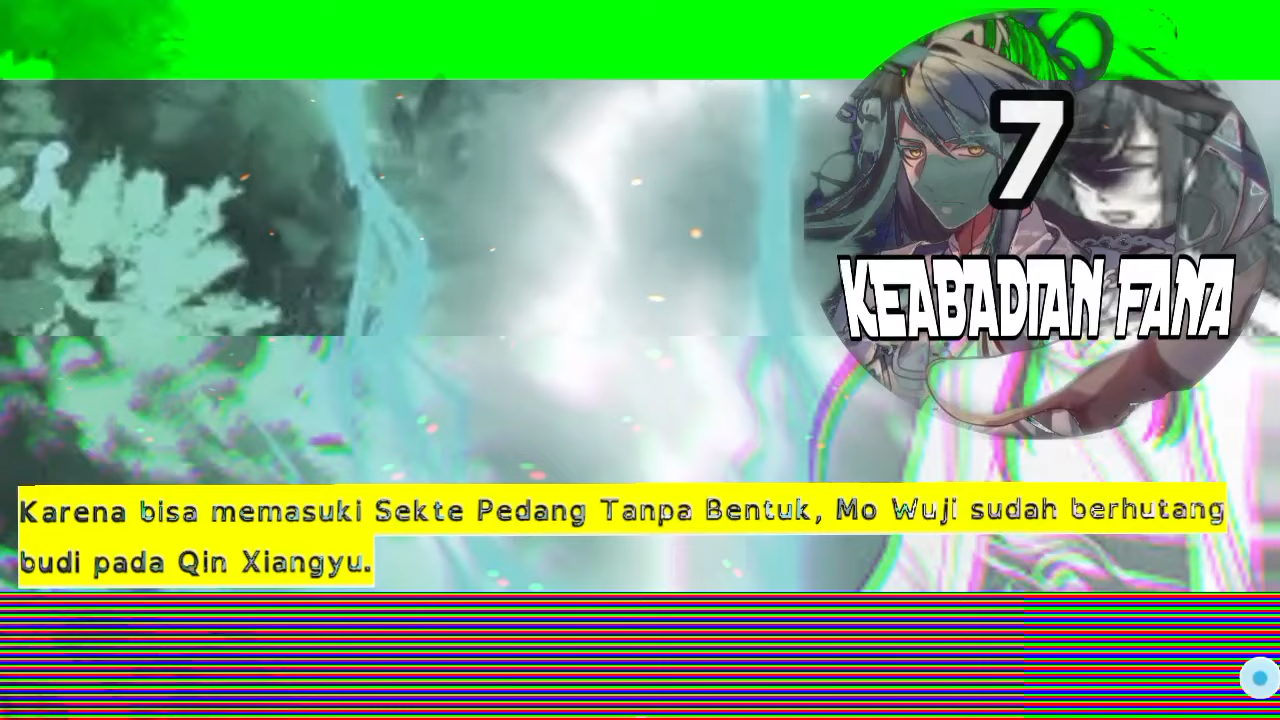 7
KEABADIAN FANA
Karena bisa memasuki Sekte Pedang Tanpa Bentuk, Mo Wuji sudah berhutang
budi pada Qin Xiangyu.